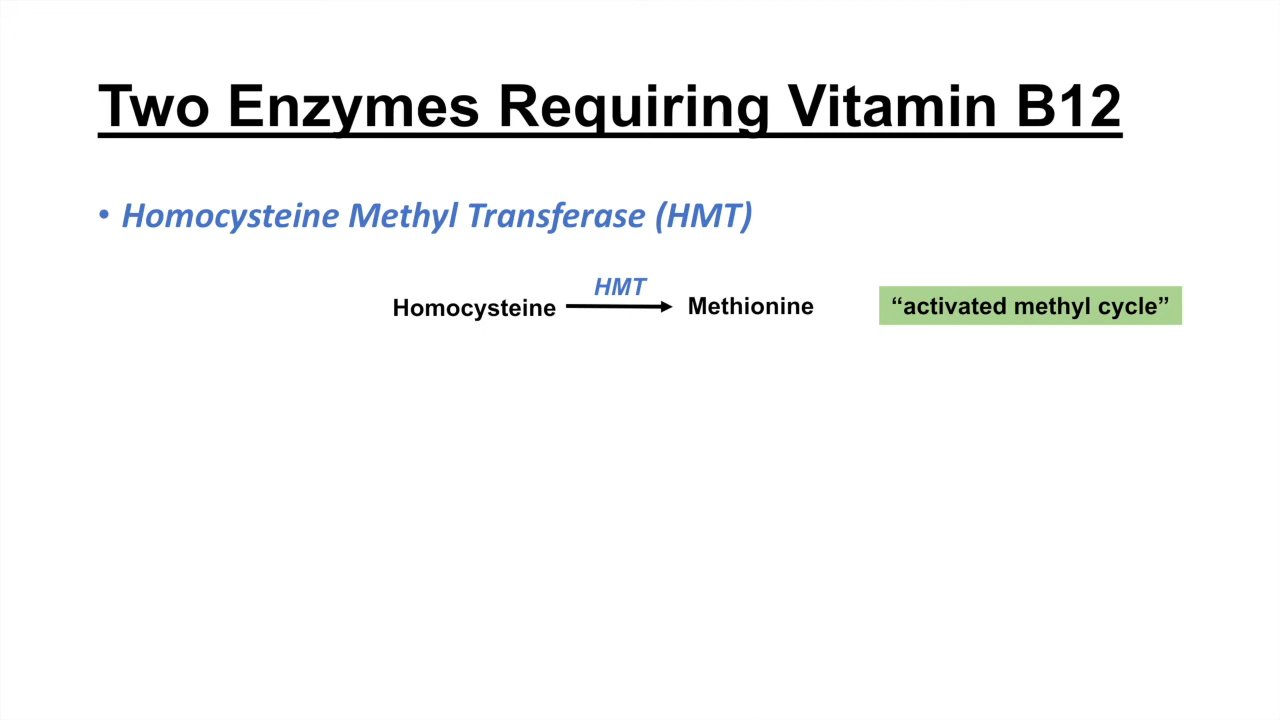 Two Enzymes Requiring Vitamin B12
• Homocysteine Methyl Transferase (HMT)
HMT
Homocysteine Methionine “activated methyl cycle”